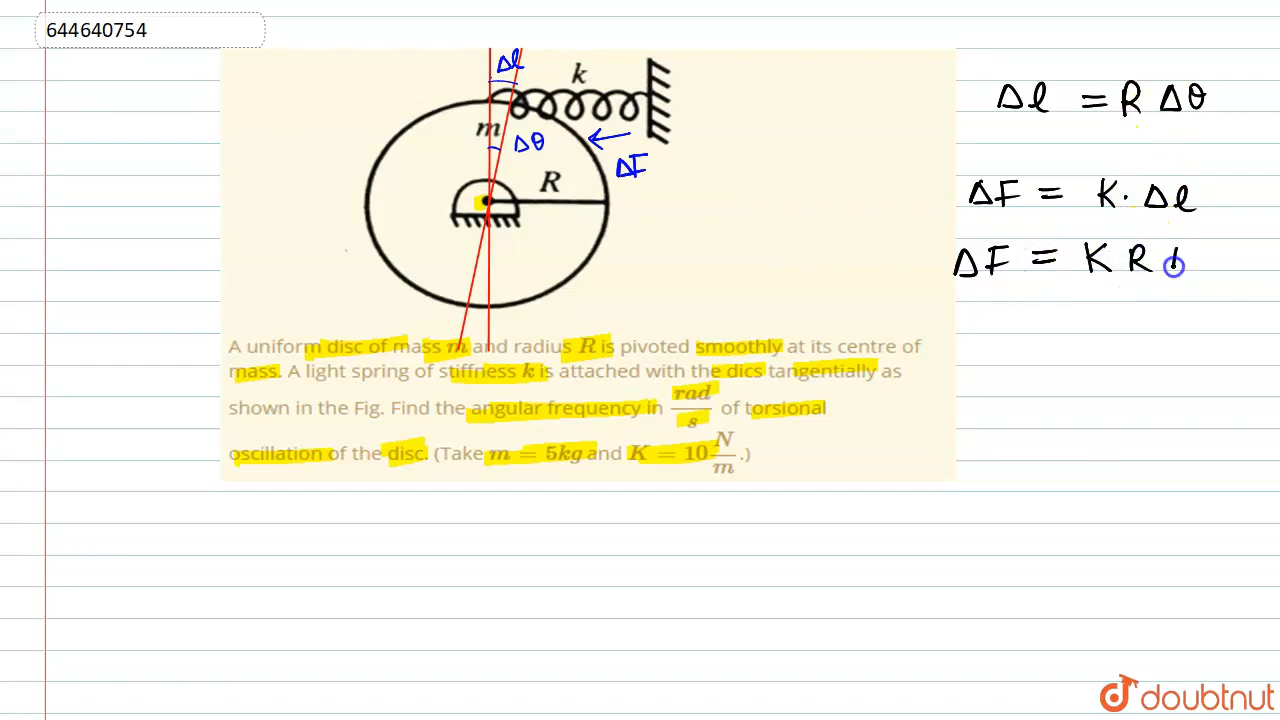 644640754
Δl
k
Δl = R Δθ
m
Δθ
ΔF
R
ΔF = K · Δl
ΔF = K R
A uniform disc of mass m and radius R is pivoted smoothly at its centre of
mass. A light spring of stiffness k is attached with the dics tangentially as
shown in the Fig. Find the angular frequency in rad/s of torsional
oscillation of the disc. (Take m = 5kg and K = 10 N/m .)
doubtnut